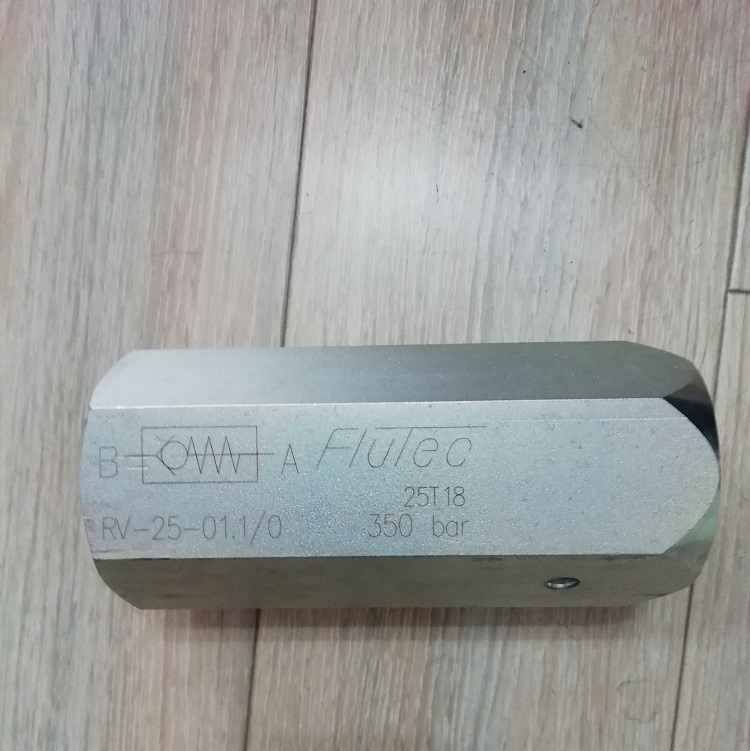 B A FluTec
25T18
RV-25-01.1/0 350 bar